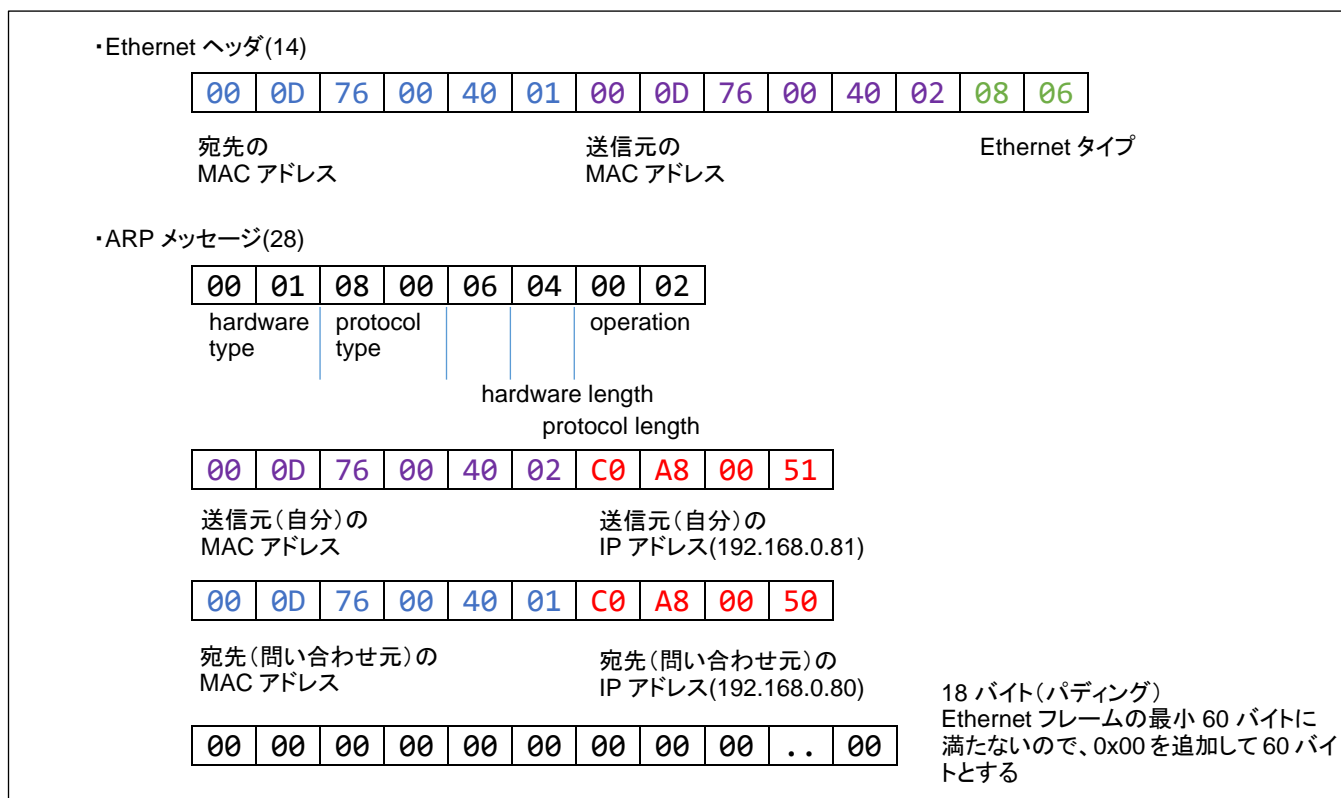 ・Ethernet ヘッダ(14)
00 0D 76 00 40 01 00 0D 76 00 40 02 08 06
宛先の 送信元の Ethernet タイプ
MAC アドレス MAC アドレス
・ARP メッセージ(28)
00 01 08 00 06 04 00 02
hardware protocol operation
type type
hardware length
protocol length
00 0D 76 00 40 02 C0 A8 00 51
送信元(自分)の 送信元(自分)の
MAC アドレス IP アドレス(192.168.0.81)
00 0D 76 00 40 01 C0 A8 00 50
宛先(問い合わせ元)の 宛先(問い合わせ元)の
MAC アドレス IP アドレス(192.168.0.80)
18 バイト(パディング)
Ethernet フレームの最小 60 バイトに
満たないので、0x00 を追加して 60 バイ
トとする
00 00 00 00 00 00 00 00 00 .. 00